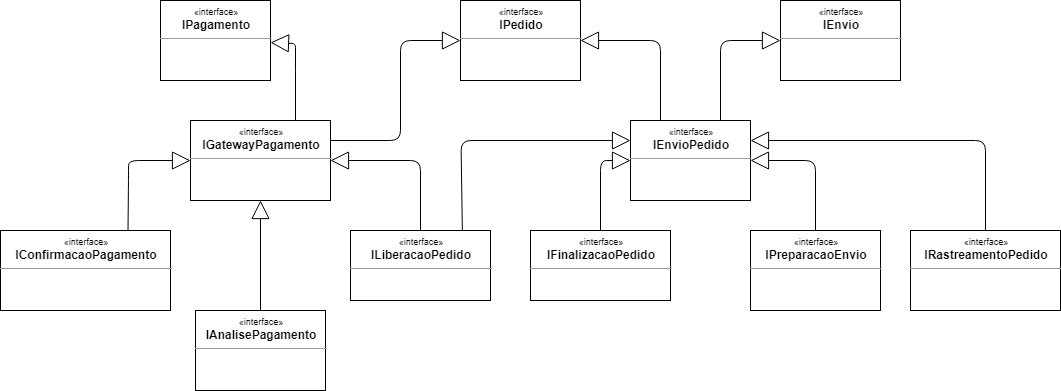 «interface»
IPagamento
«interface»
IPedido
«interface»
IEnvio
«interface»
IGatewayPagamento
«interface»
IEnvioPedido
«interface»
IConfirmacaoPagamento
«interface»
ILiberacaoPedido
«interface»
IFinalizacaoPedido
«interface»
IPreparacaoEnvio
«interface»
IRastreamentoPedido
«interface»
IAnalisePagamento